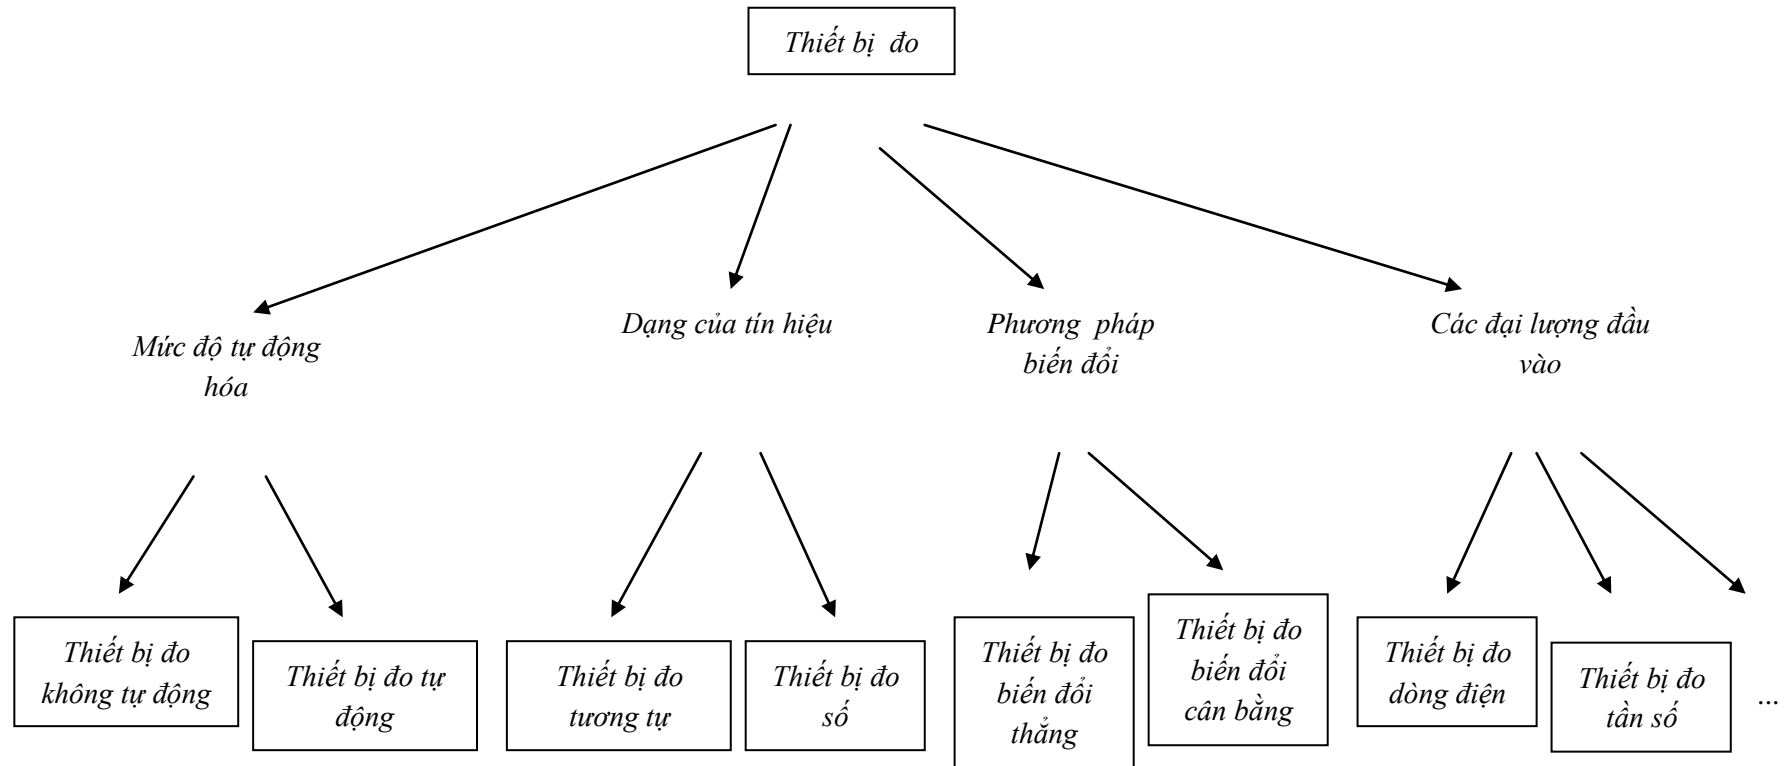 Thiết bị đo
Mức độ tự động
hóa
Dạng của tín hiệu
Phương pháp
biến đổi
Các đại lượng đầu
vào
Thiết bị đo
không tự động
Thiết bị đo tự
động
Thiết bị đo
tương tự
Thiết bị đo
số
Thiết bị đo
biến đổi
thẳng
Thiết bị đo
biến đổi
cân bằng
Thiết bị đo
dòng điện
Thiết bị đo
tần số
...